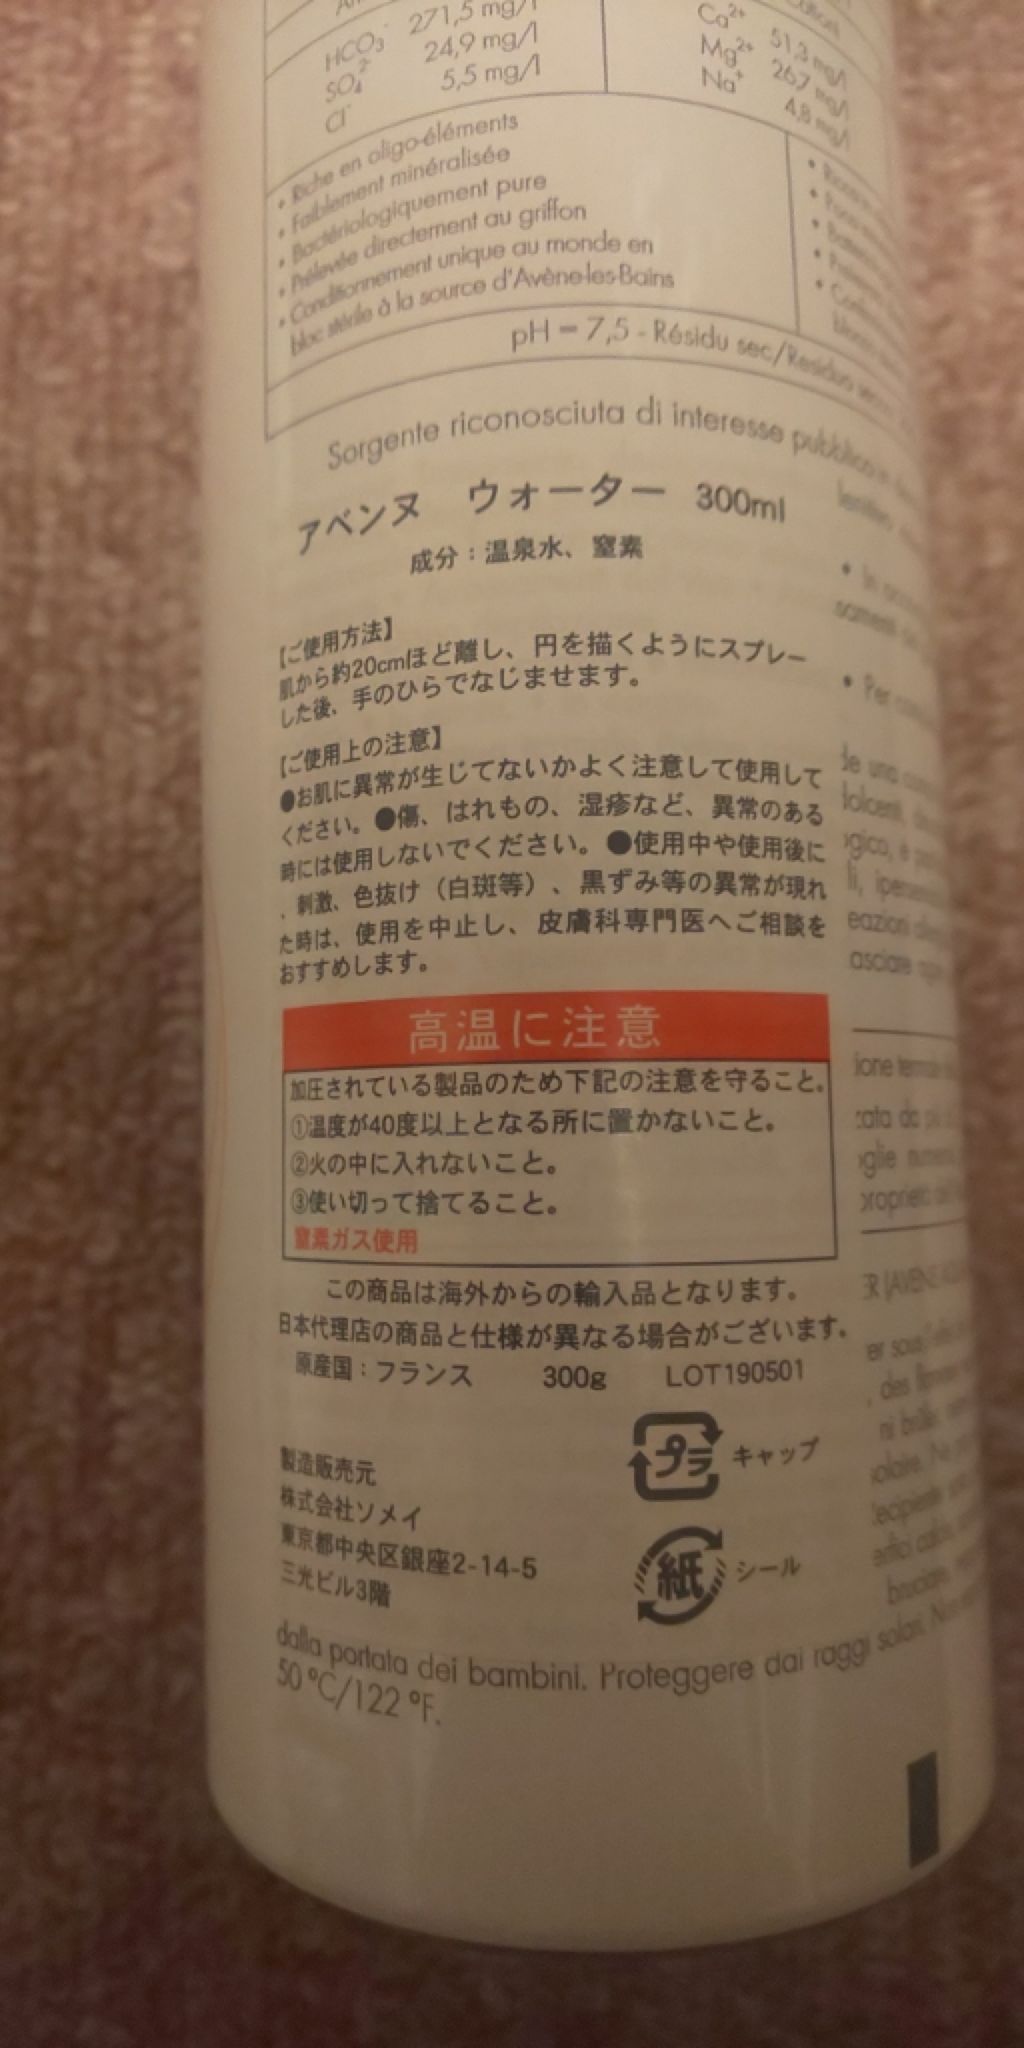 HCO₃⁻ 271,5 mg/l
SO₄²⁻ 24,9 mg/l
Cl⁻ 5,5 mg/l
Ca²⁺ 51,3 mg/l
Mg²⁺ 26,7 mg/l
Na⁺ 4,8 mg/l
• Riche en oligo-éléments
• Faiblement minéralisée
• Bactériologiquement pure
• Prélevée directement au griffon
• Conditionnement unique au monde en
bloc stérile à la source d'Avène-les-Bains
pH = 7,5 - Résidu sec/Residuo
Sorgente riconosciuta di interesse pubblico
アベンヌ ウォーター 300ml
成分：温泉水、窒素
【ご使用方法】
肌から約20cmほど離し、円を描くようにスプレー
した後、手のひらでなじませます。
【ご使用上の注意】
●お肌に異常が生じてないかよく注意して使用して
ください。●傷、はれもの、湿疹など、異常のある
時には使用しないでください。●使用中や使用後に
、刺激、色抜け（白斑等）、黒ずみ等の異常が現れ
た時は、使用を中止し、皮膚科専門医へご相談を
おすすめします。
高温に注意
加圧されている製品のため下記の注意を守ること。
①温度が40度以上となる所に置かないこと。
②火の中に入れないこと。
③使い切って捨てること。
窒素ガス使用
この商品は海外からの輸入品となります。
日本代理店の商品と仕様が異なる場合がございます。
原産国：フランス 300g LOT190501
プラ キャップ
紙 シール
製造販売元
株式会社ソメイ
東京都中央区銀座2-14-5
三光ビル3階
dalla portata dei bambini. Proteggere dai raggi solari.
50 °C/122 °F.